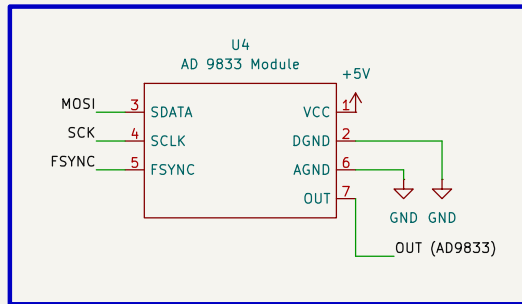 U4
AD 9833 Module
+5V
MOSI 3 SDATA VCC 1
SCK 4 SCLK DGND 2
FSYNC 5 FSYNC AGND 6
OUT 7
GND GND
OUT (AD9833)